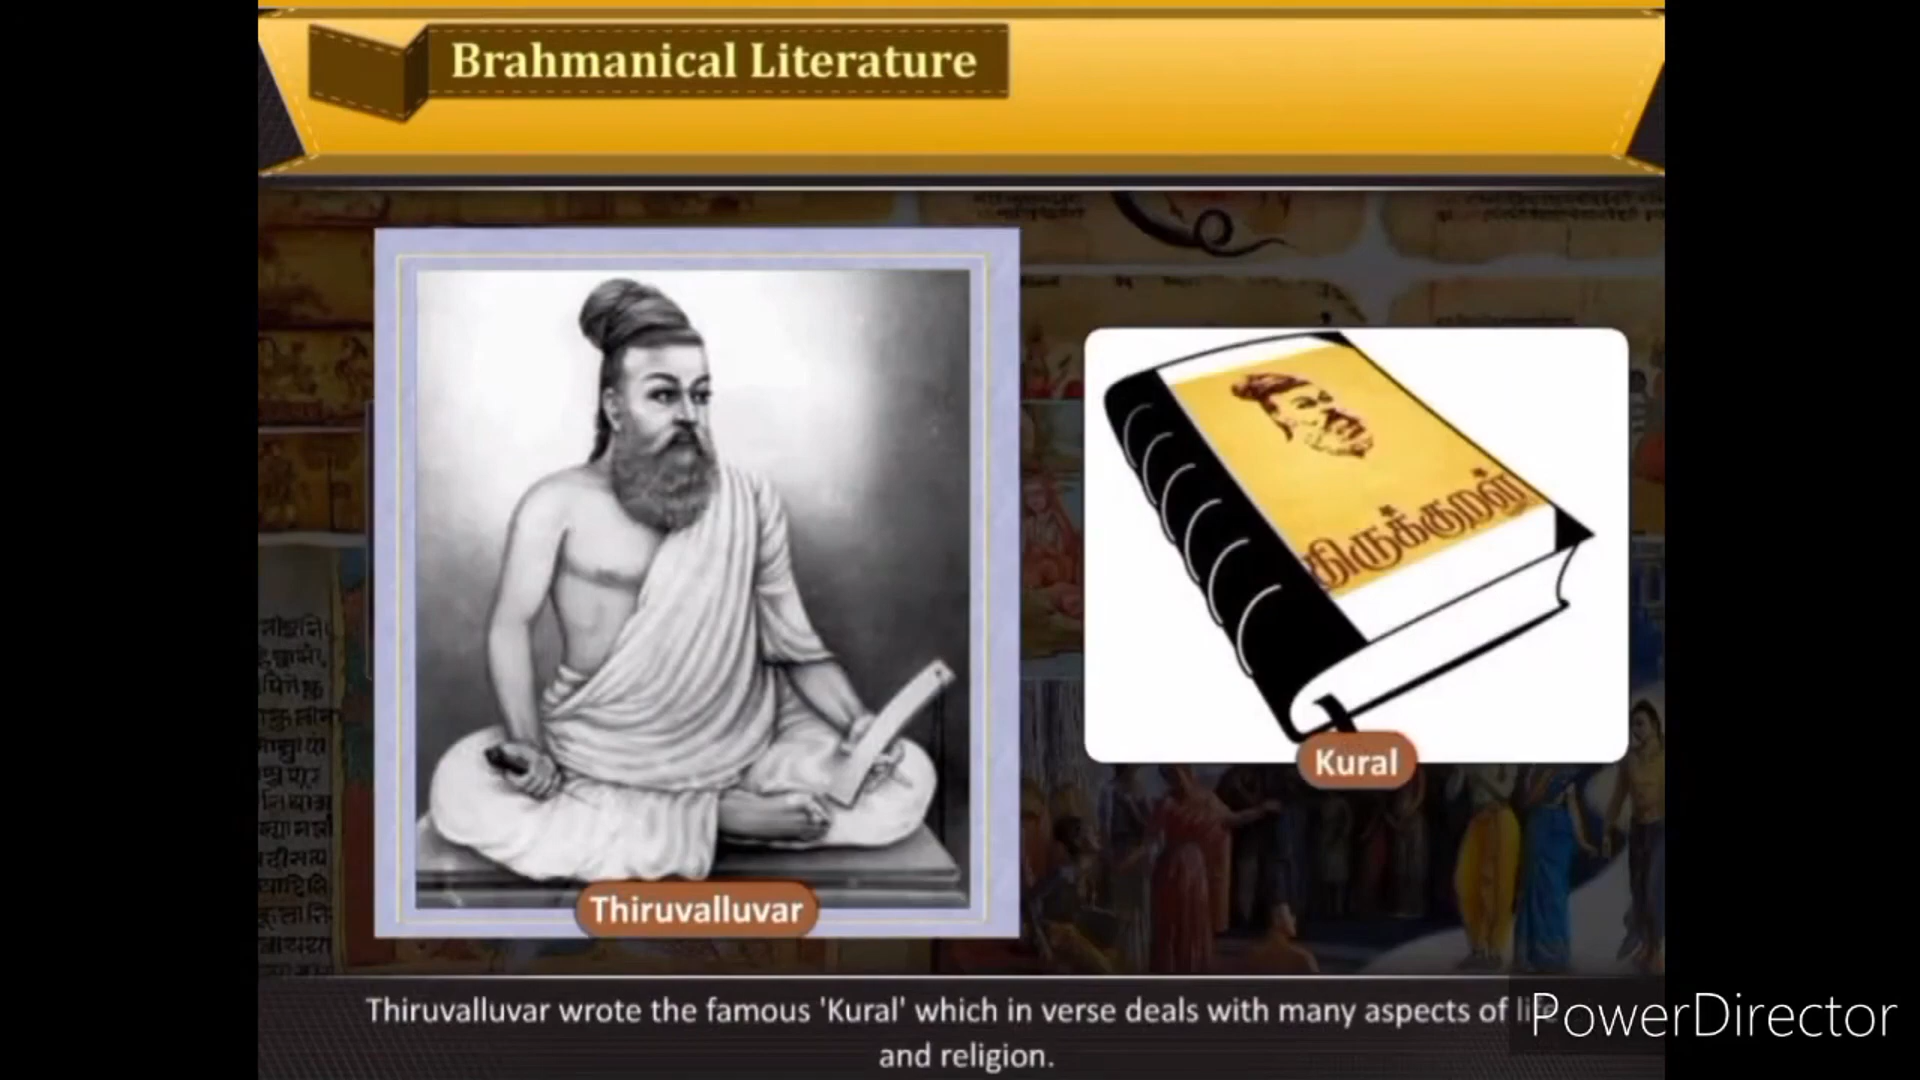 Brahmanical Literature
திருக்குறள்
Kural
Thiruvalluvar
Thiruvalluvar wrote the famous 'Kural' which in verse deals with many aspects of life
and religion.
PowerDirector